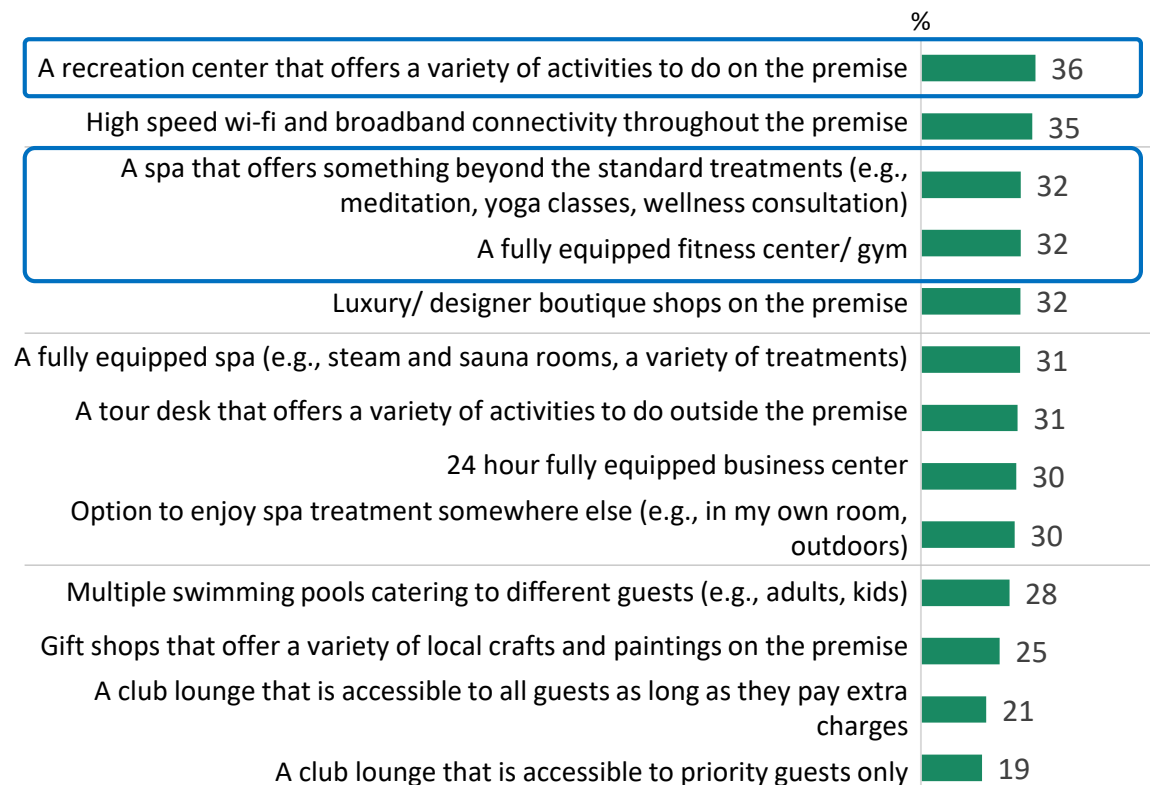 %
A recreation center that offers a variety of activities to do on the premise 36
High speed wi-fi and broadband connectivity throughout the premise 35
A spa that offers something beyond the standard treatments (e.g.,
meditation, yoga classes, wellness consultation) 32
A fully equipped fitness center/ gym 32
Luxury/ designer boutique shops on the premise 32
A fully equipped spa (e.g., steam and sauna rooms, a variety of treatments) 31
A tour desk that offers a variety of activities to do outside the premise 31
24 hour fully equipped business center 30
Option to enjoy spa treatment somewhere else (e.g., in my own room,
outdoors) 30
Multiple swimming pools catering to different guests (e.g., adults, kids) 28
Gift shops that offer a variety of local crafts and paintings on the premise 25
A club lounge that is accessible to all guests as long as they pay extra
charges 21
A club lounge that is accessible to priority guests only 19